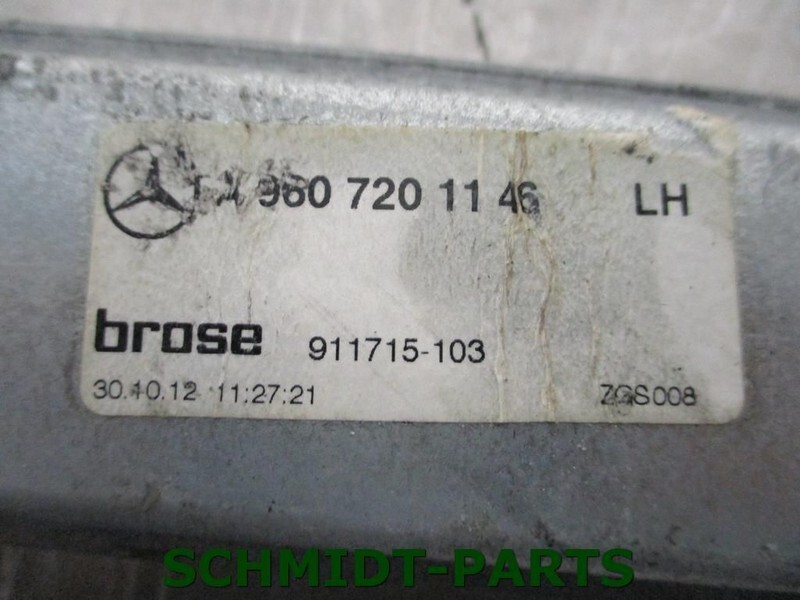 A 960 720 11 46 LH
brose 911715-103
30.10.12 11:27:21 ZGS008
SCHMIDT-PARTS